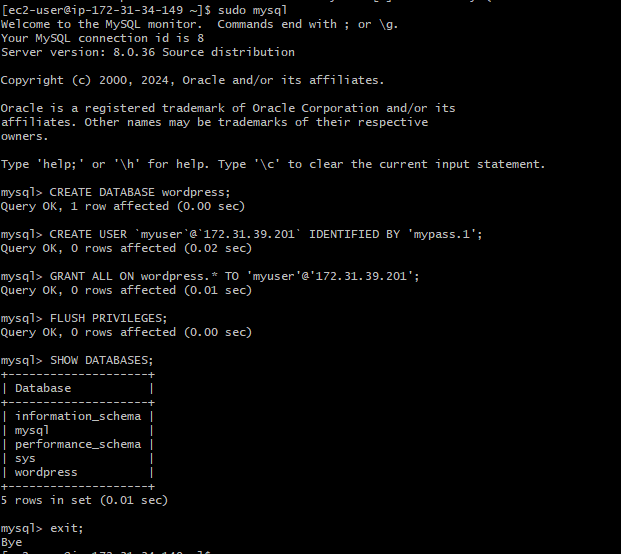 [ec2-user@ip-172-31-34-149 ~]$ sudo mysql
Welcome to the MySQL monitor.  Commands end with ; or \g.
Your MySQL connection id is 8
Server version: 8.0.36 Source distribution
Copyright (c) 2000, 2024, Oracle and/or its affiliates.
Oracle is a registered trademark of Oracle Corporation and/or its
affiliates. Other names may be trademarks of their respective
owners.
Type 'help;' or '\h' for help. Type '\c' to clear the current input statement.
mysql> CREATE DATABASE wordpress;
Query OK, 1 row affected (0.00 sec)
mysql> CREATE USER `myuser`@`172.31.39.201` IDENTIFIED BY 'mypass.1';
Query OK, 0 rows affected (0.02 sec)
mysql> GRANT ALL ON wordpress.* TO 'myuser'@'172.31.39.201';
Query OK, 0 rows affected (0.01 sec)
mysql> FLUSH PRIVILEGES;
Query OK, 0 rows affected (0.00 sec)
mysql> SHOW DATABASES;
+--------------------+
| Database           |
+--------------------+
| information_schema |
| mysql              |
| performance_schema |
| sys                |
| wordpress          |
+--------------------+
5 rows in set (0.01 sec)
mysql> exit;
Bye